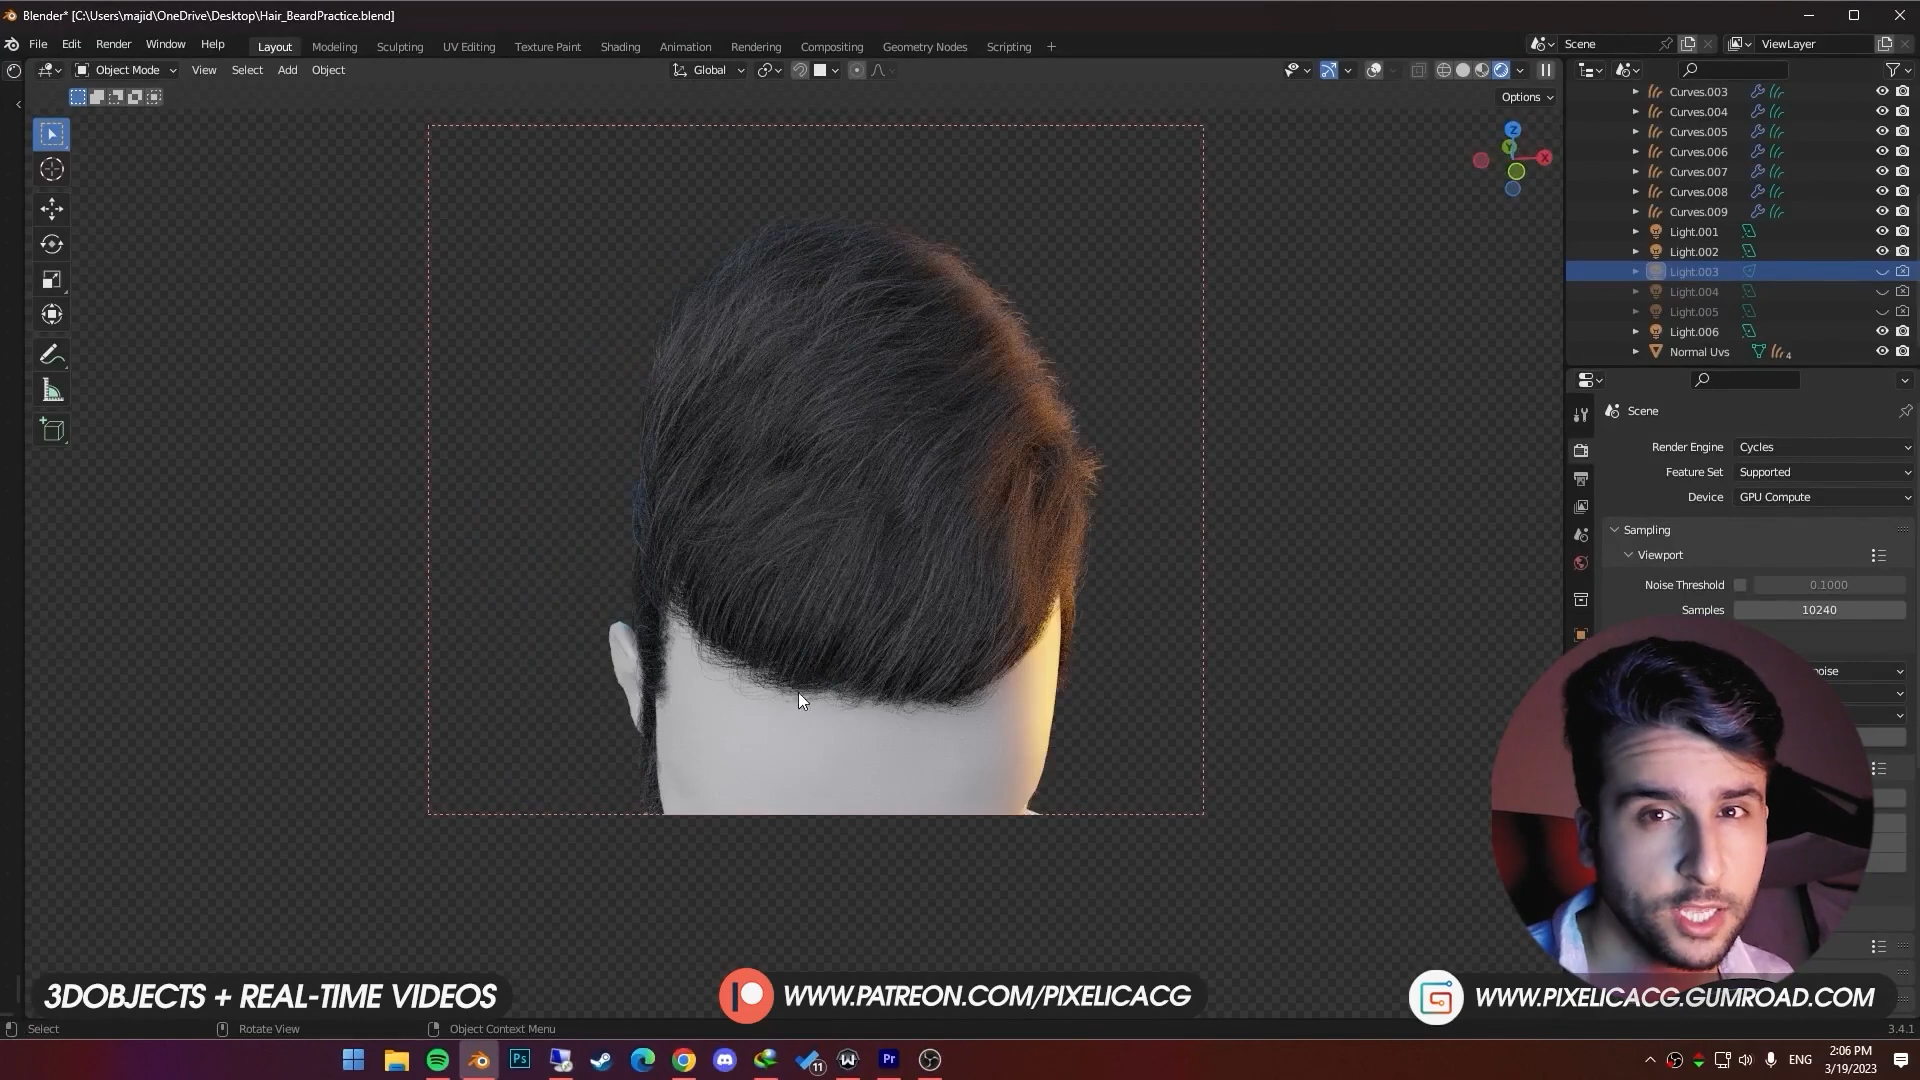 Blender* [C:\Users\majid\OneDrive\Desktop\Hair_BeardPractice.blend]
File Edit Render Window Help Layout Modeling Sculpting UV Editing Texture Paint Shading Animation Rendering Compositing Geometry Nodes Scripting + Scene ViewLayer
Object Mode View Select Add Object Global
Options
Z
Y
X
Curves.003
Curves.004
Curves.005
Curves.006
Curves.007
Curves.008
Curves.009
Light.001
Light.002
Light.003
Light.004
Light.005
Light.006
Normal Uvs 4
Scene
Render Engine Cycles
Feature Set Supported
Device GPU Compute
Sampling
Viewport
Noise Threshold 0.1000
Samples 10240
3DOBJECTS + REAL-TIME VIDEOS
WWW.PATREON.COM/PIXELICACG
WWW.PIXELICACG.GUMROAD.COM
Select Rotate View Object Context Menu 3.4.1
Ps 11 Pr ENG 2:06 PM
3/19/2023